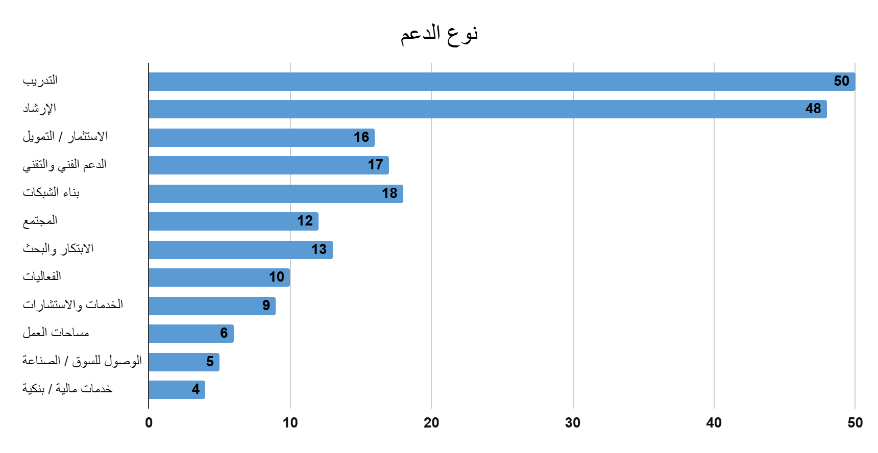 نوع الدعم
التدريب 50
الإرشاد 48
الاستثمار / التمويل 16
الدعم الفني والتقني 17
بناء الشبكات 18
المجتمع 12
الابتكار والبحث 13
الفعاليات 10
الخدمات والاستشارات 9
مساحات العمل 6
الوصول للسوق / الصناعة 5
خدمات مالية / بنكية 4
0 10 20 30 40 50